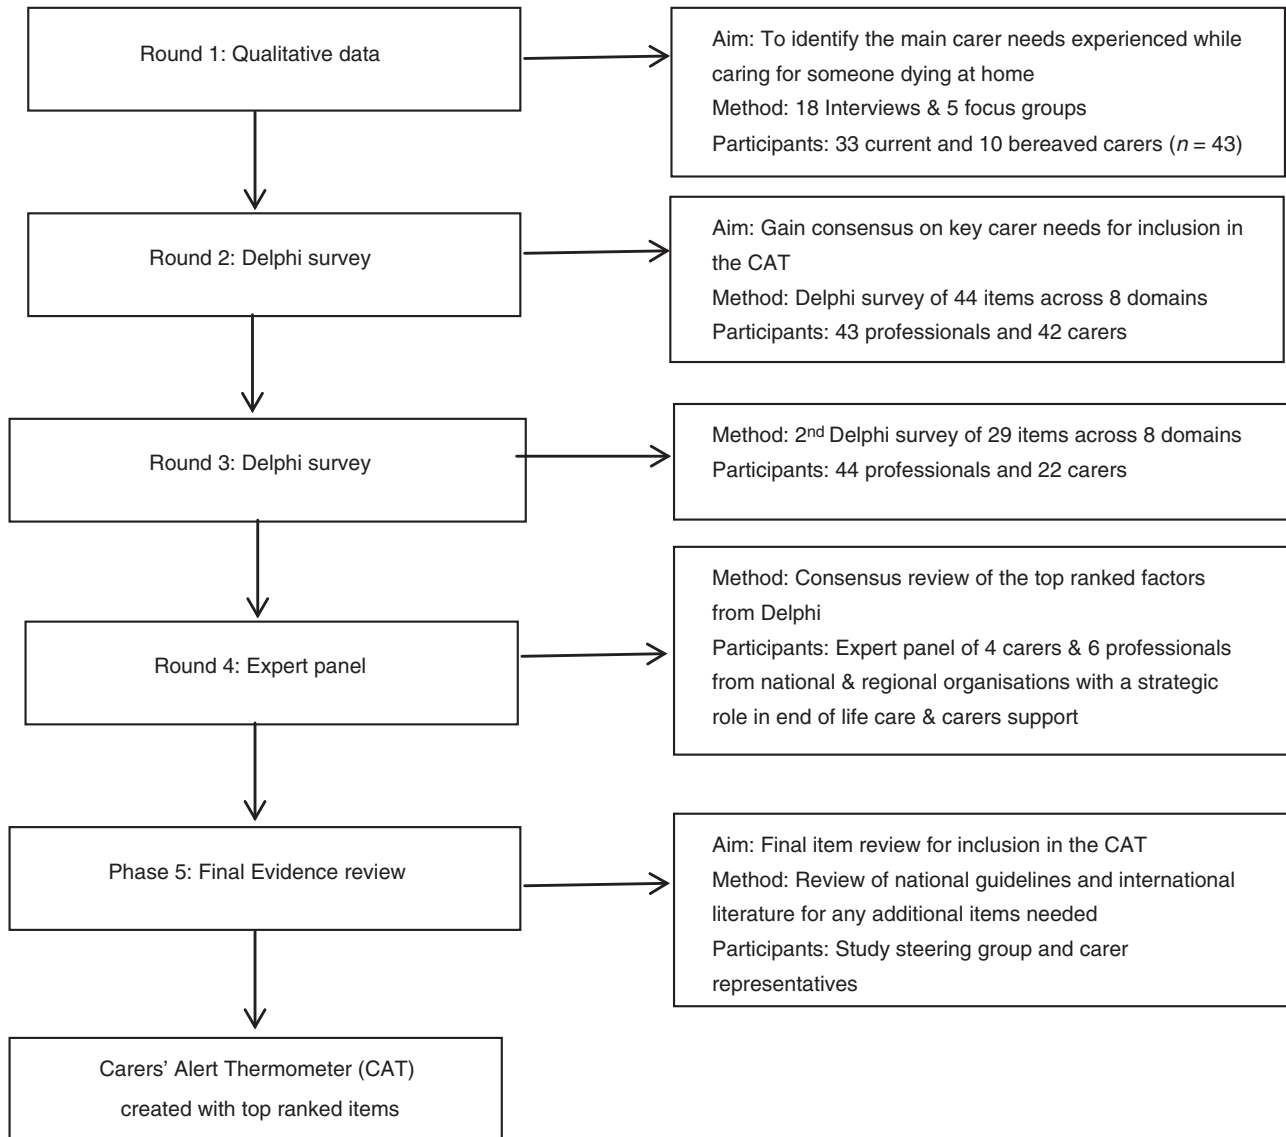 Round 1: Qualitative data
Aim: To identify the main carer needs experienced while
caring for someone dying at home
Method: 18 Interviews & 5 focus groups
Participants: 33 current and 10 bereaved carers (n = 43)
Round 2: Delphi survey
Aim: Gain consensus on key carer needs for inclusion in
the CAT
Method: Delphi survey of 44 items across 8 domains
Participants: 43 professionals and 42 carers
Round 3: Delphi survey
Method: 2nd Delphi survey of 29 items across 8 domains
Participants: 44 professionals and 22 carers
Round 4: Expert panel
Method: Consensus review of the top ranked factors
from Delphi
Participants: Expert panel of 4 carers & 6 professionals
from national & regional organisations with a strategic
role in end of life care & carers support
Phase 5: Final Evidence review
Aim: Final item review for inclusion in the CAT
Method: Review of national guidelines and international
literature for any additional items needed
Participants: Study steering group and carer
representatives
Carers’ Alert Thermometer (CAT)
created with top ranked items